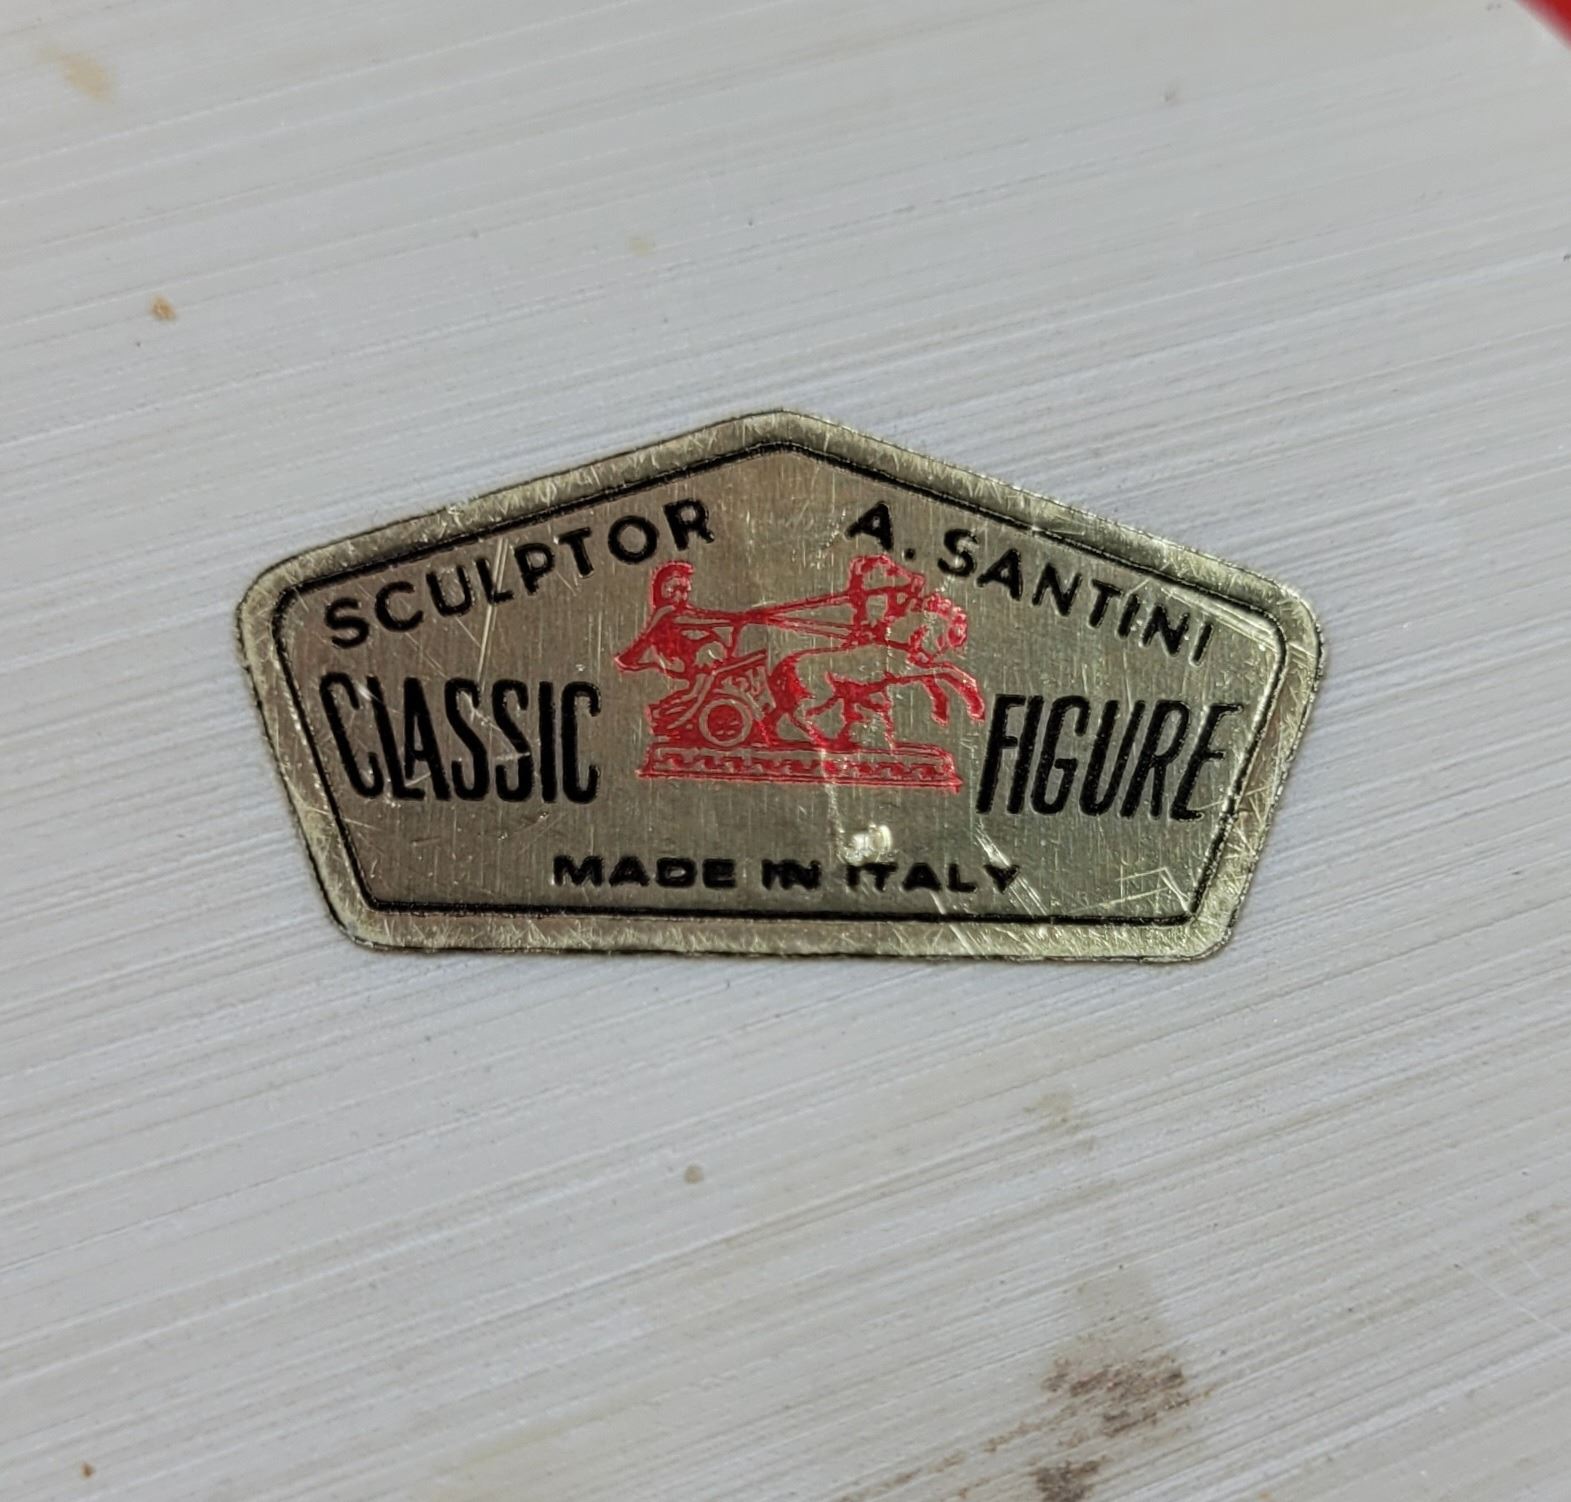 SCULPTOR A. SANTINI
CLASSIC FIGURE
MADE IN ITALY